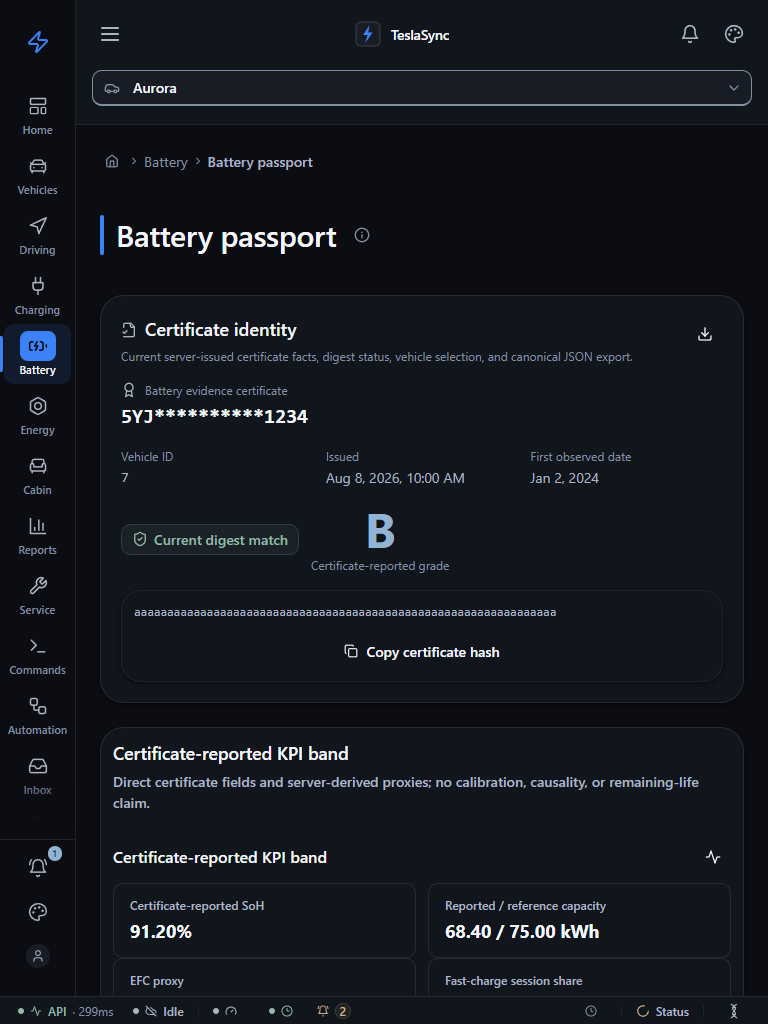 TeslaSync
Aurora
Home
Vehicles
Driving
Charging
Battery
Energy
Cabin
Reports
Service
Commands
Automation
Inbox
1
Battery
Battery passport
Battery passport
Certificate identity
Current server-issued certificate facts, digest status, vehicle selection, and canonical JSON export.
Battery evidence certificate
5YJ**********1234
Vehicle ID
7
Issued
Aug 8, 2026, 10:00 AM
First observed date
Jan 2, 2024
Current digest match
B
Certificate-reported grade
aaaaaaaaaaaaaaaaaaaaaaaaaaaaaaaaaaaaaaaaaaaaaaaaaaaaaaaaaaaaaaaa
Copy certificate hash
Certificate-reported KPI band
Direct certificate fields and server-derived proxies; no calibration, causality, or remaining-life
claim.
Certificate-reported KPI band
Certificate-reported SoH
91.20%
Reported / reference capacity
68.40 / 75.00 kWh
EFC proxy
Fast-charge session share
API · 299ms
Idle
2
Status